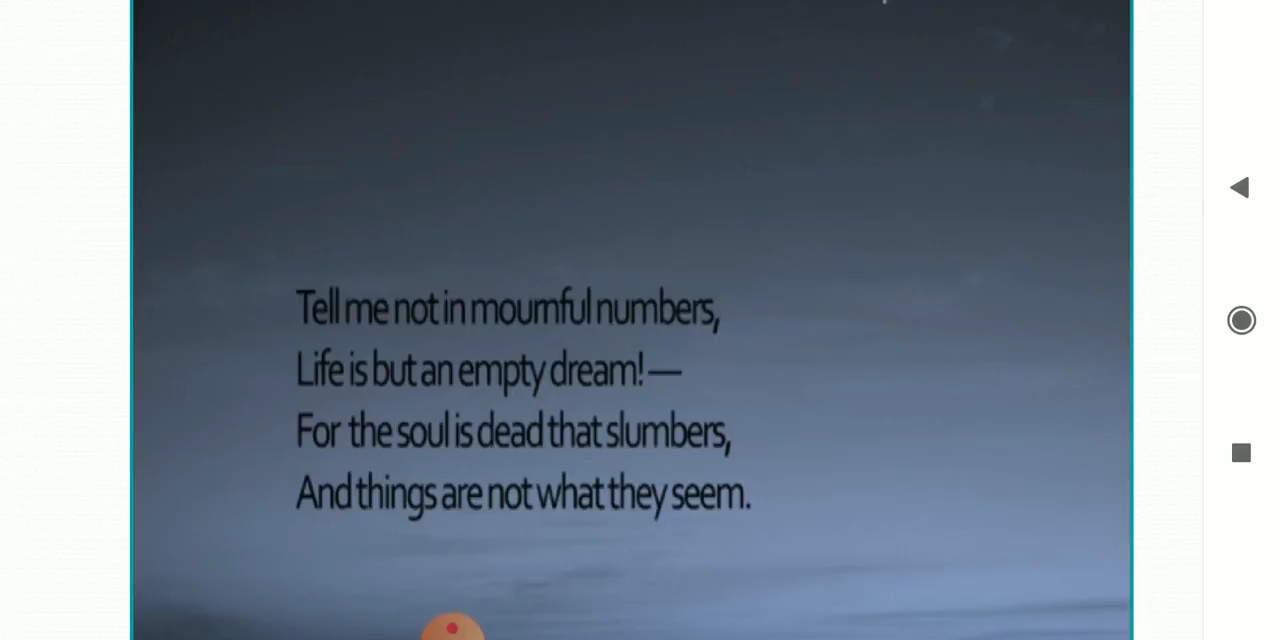 Tell me not in mournful numbers,
Life is but an empty dream!—
For the soul is dead that slumbers,
And things are not what they seem.